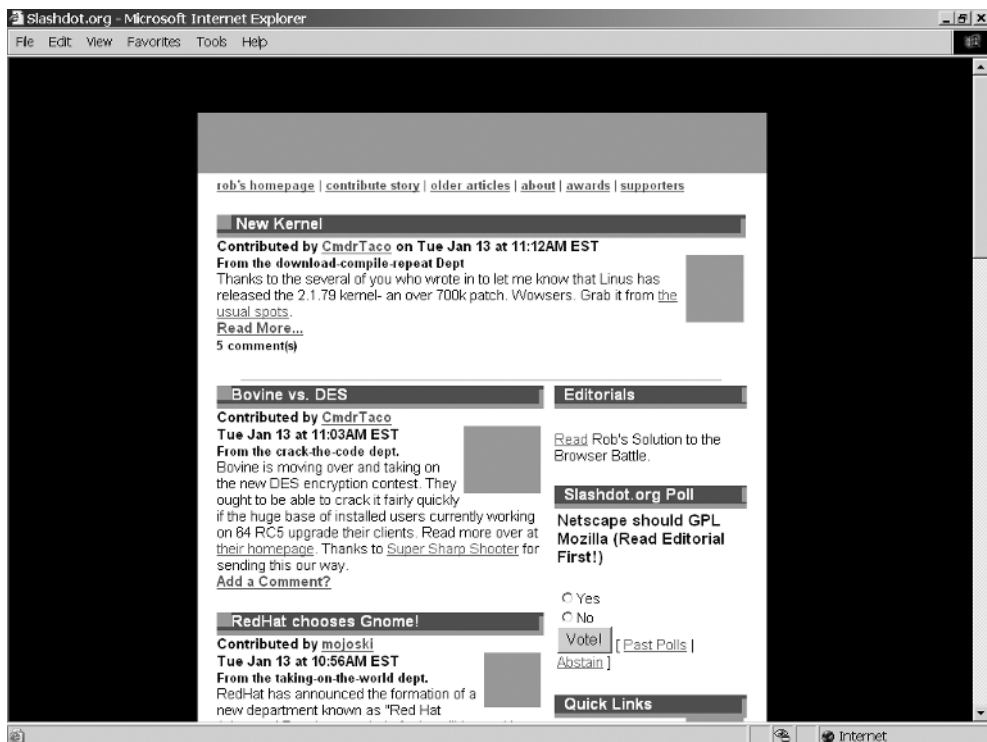 Slashdot.org - Microsoft Internet Explorer
File Edit View Favorites Tools Help
rob's homepage | contribute story | older articles | about | awards | supporters
New Kernel
Contributed by CmdrTaco on Tue Jan 13 at 11:12AM EST
From the download-compile-repeat Dept
Thanks to the several of you who wrote in to let me know that Linus has
released the 2.1.79 kernel- an over 700k patch. Wowsers. Grab it from the
usual spots.
Read More...
5 comment(s)
Bovine vs. DES
Contributed by CmdrTaco
Tue Jan 13 at 11:03AM EST
From the crack-the-code dept.
Bovine is moving over and taking on
the new DES encryption contest. They
ought to be able to crack it fairly quickly
if the huge base of installed users currently working
on 64 RC5 upgrade their clients. Read more over at
their homepage. Thanks to Super Sharp Shooter for
sending this our way.
Add a Comment?
RedHat chooses Gnome!
Contributed by mojoski
Tue Jan 13 at 10:56AM EST
From the taking-on-the-world dept.
RedHat has announced the formation of a
new department known as "Red Hat
Editorials
Read Rob's Solution to the
Browser Battle.
Slashdot.org Poll
Netscape should GPL
Mozilla (Read Editorial
First!)
Yes
No
Vote! [ Past Polls |
Abstain ]
Quick Links
Internet